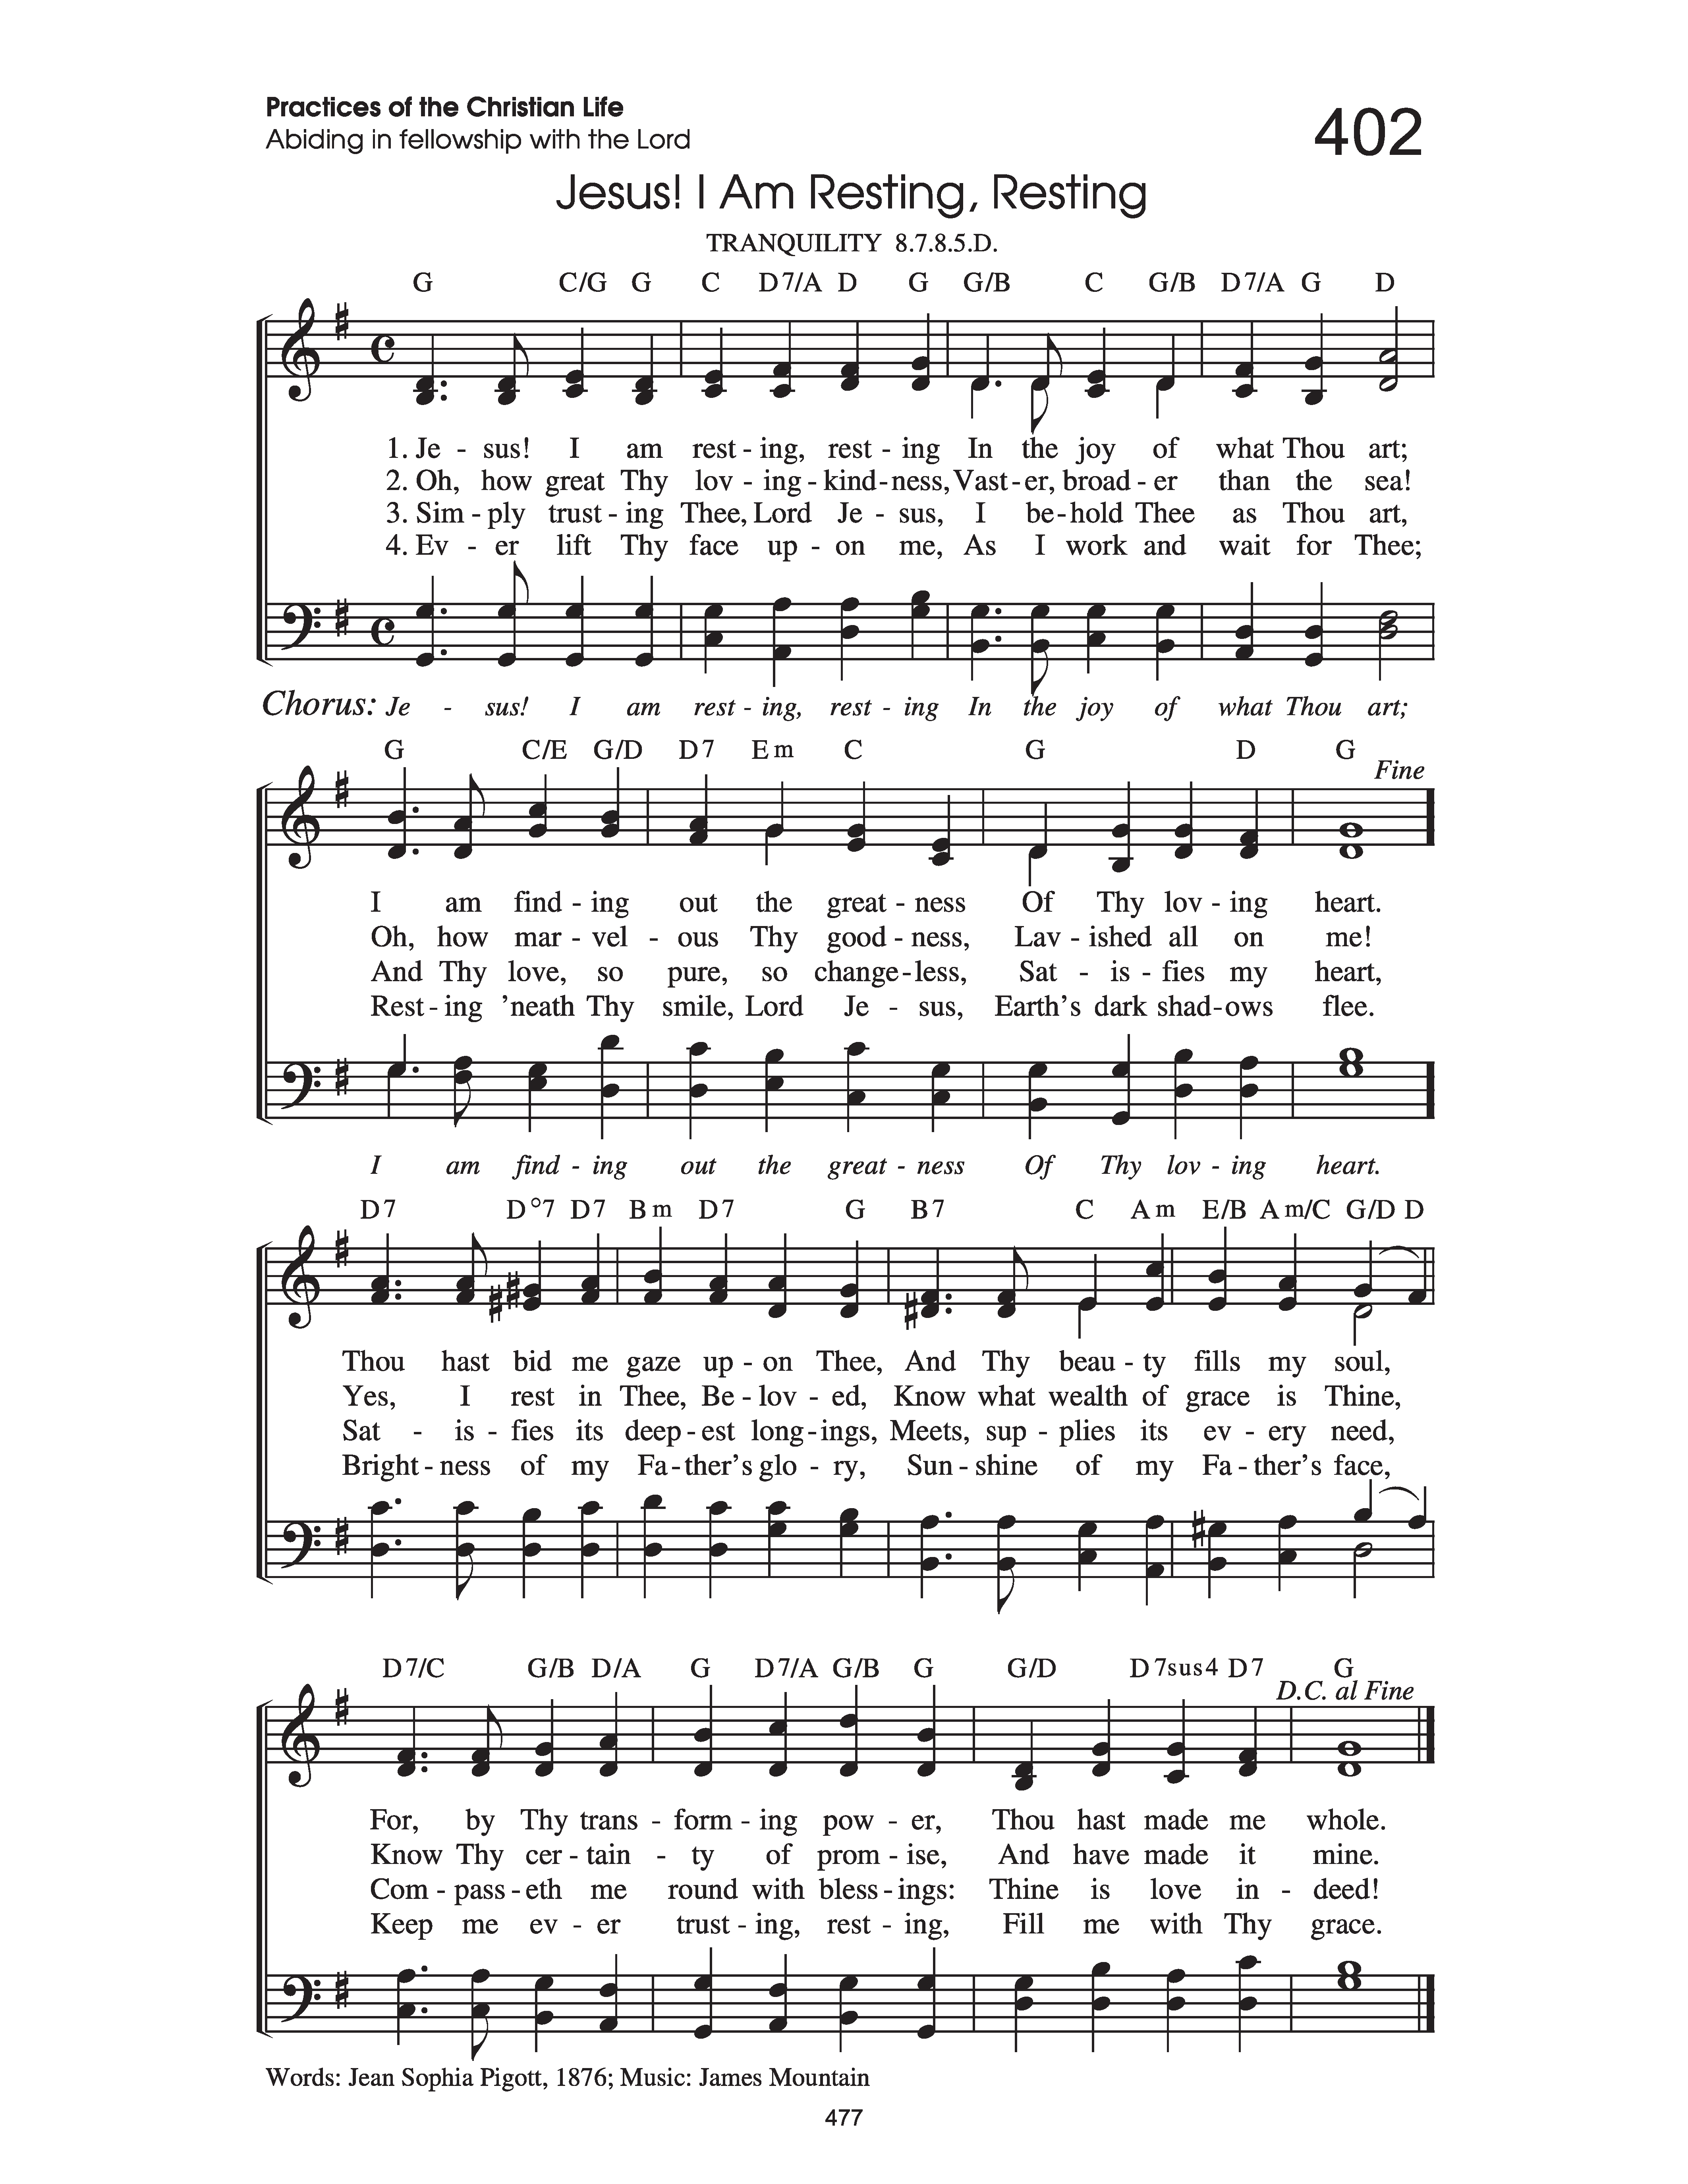 Practices of the Christian Life
Abiding in fellowship with the Lord
402
Jesus! I Am Resting, Resting
TRANQUILITY 8.7.8.5.D.
G C/G G C D7/A D G G/B C G/B D7/A G D
1. Je - sus! I am rest - ing, rest - ing In the joy of what Thou art;
2. Oh, how great Thy lov - ing - kind - ness, Vast - er, broad - er than the sea!
3. Sim - ply trust - ing Thee, Lord Je - sus, I be - hold Thee as Thou art,
4. Ev - er lift Thy face up - on me, As I work and wait for Thee;
Chorus: Je - sus! I am rest - ing, rest - ing In the joy of what Thou art;
G C/E G/D D7 Em C G D G
Fine
I am find - ing out the great - ness Of Thy lov - ing heart.
Oh, how mar - vel - ous Thy good - ness, Lav - ished all on me!
And Thy love, so pure, so change - less, Sat - is - fies my heart,
Rest - ing 'neath Thy smile, Lord Je - sus, Earth's dark shad - ows flee.
I am find - ing out the great - ness Of Thy lov - ing heart.
D7 D°7 D7 Bm D7 G B7 C Am E/B Am/C G/D D
Thou hast bid me gaze up - on Thee, And Thy beau - ty fills my soul,
Yes, I rest in Thee, Be - lov - ed, Know what wealth of grace is Thine,
Sat - is - fies its deep - est long - ings, Meets, sup - plies its ev - ery need,
Bright - ness of my Fa - ther's glo - ry, Sun - shine of my Fa - ther's face,
D7/C G/B D/A G D7/A G/B G G/D D7sus4 D7 G
D.C. al Fine
For, by Thy trans - form - ing pow - er, Thou hast made me whole.
Know Thy cer - tain - ty of prom - ise, And have made it mine.
Com - pass - eth me round with bless - ings: Thine is love in - deed!
Keep me ev - er trust - ing, rest - ing, Fill me with Thy grace.
Words: Jean Sophia Pigott, 1876; Music: James Mountain
477